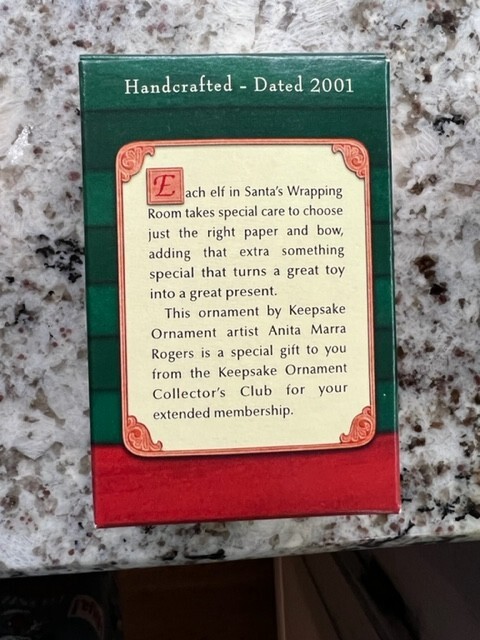 Handcrafted - Dated 2001
Each elf in Santa's Wrapping
Room takes special care to choose
just the right paper and bow,
adding that extra something
special that turns a great toy
into a great present.
This ornament by Keepsake
Ornament artist Anita Marra
Rogers is a special gift to you
from the Keepsake Ornament
Collector's Club for your
extended membership.